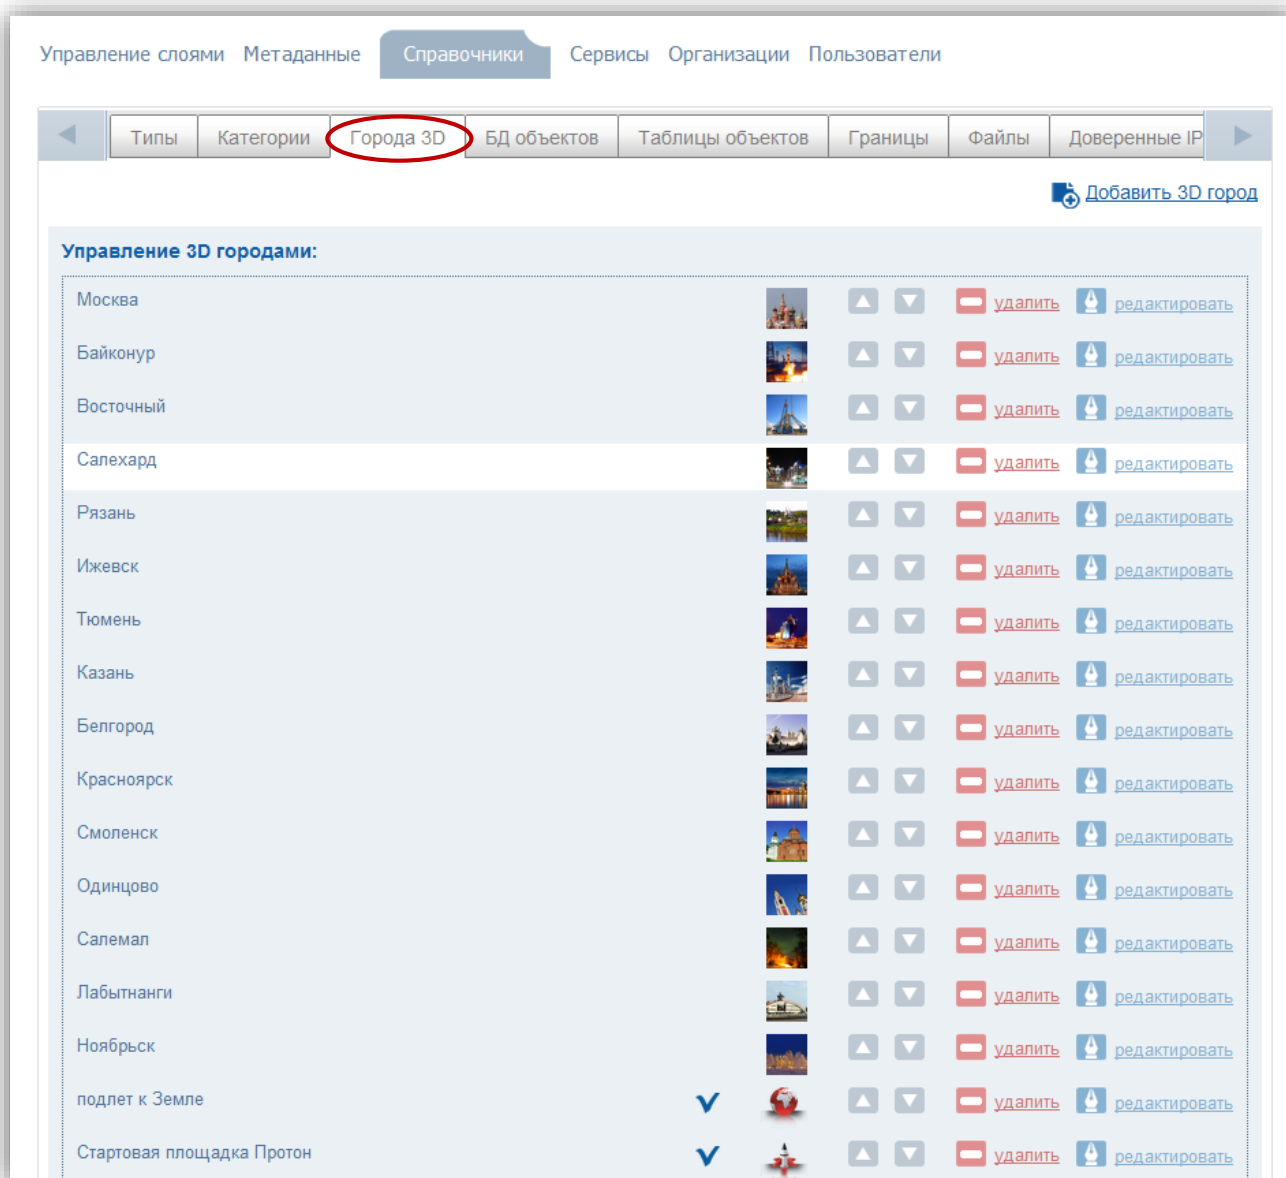 Управление слоями Метаданные Справочники Сервисы Организации Пользователи
Типы Категории Города 3D БД объектов Таблицы объектов Границы Файлы Доверенные IP
Добавить 3D город
Управление 3D городами:
Москва удалить редактировать
Байконур удалить редактировать
Восточный удалить редактировать
Салехард удалить редактировать
Рязань удалить редактировать
Ижевск удалить редактировать
Тюмень удалить редактировать
Казань удалить редактировать
Белгород удалить редактировать
Красноярск удалить редактировать
Смоленск удалить редактировать
Одинцово удалить редактировать
Салемал удалить редактировать
Лабытнанги удалить редактировать
Ноябрьск удалить редактировать
подлет к Земле удалить редактировать
Стартовая площадка Протон удалить редактировать